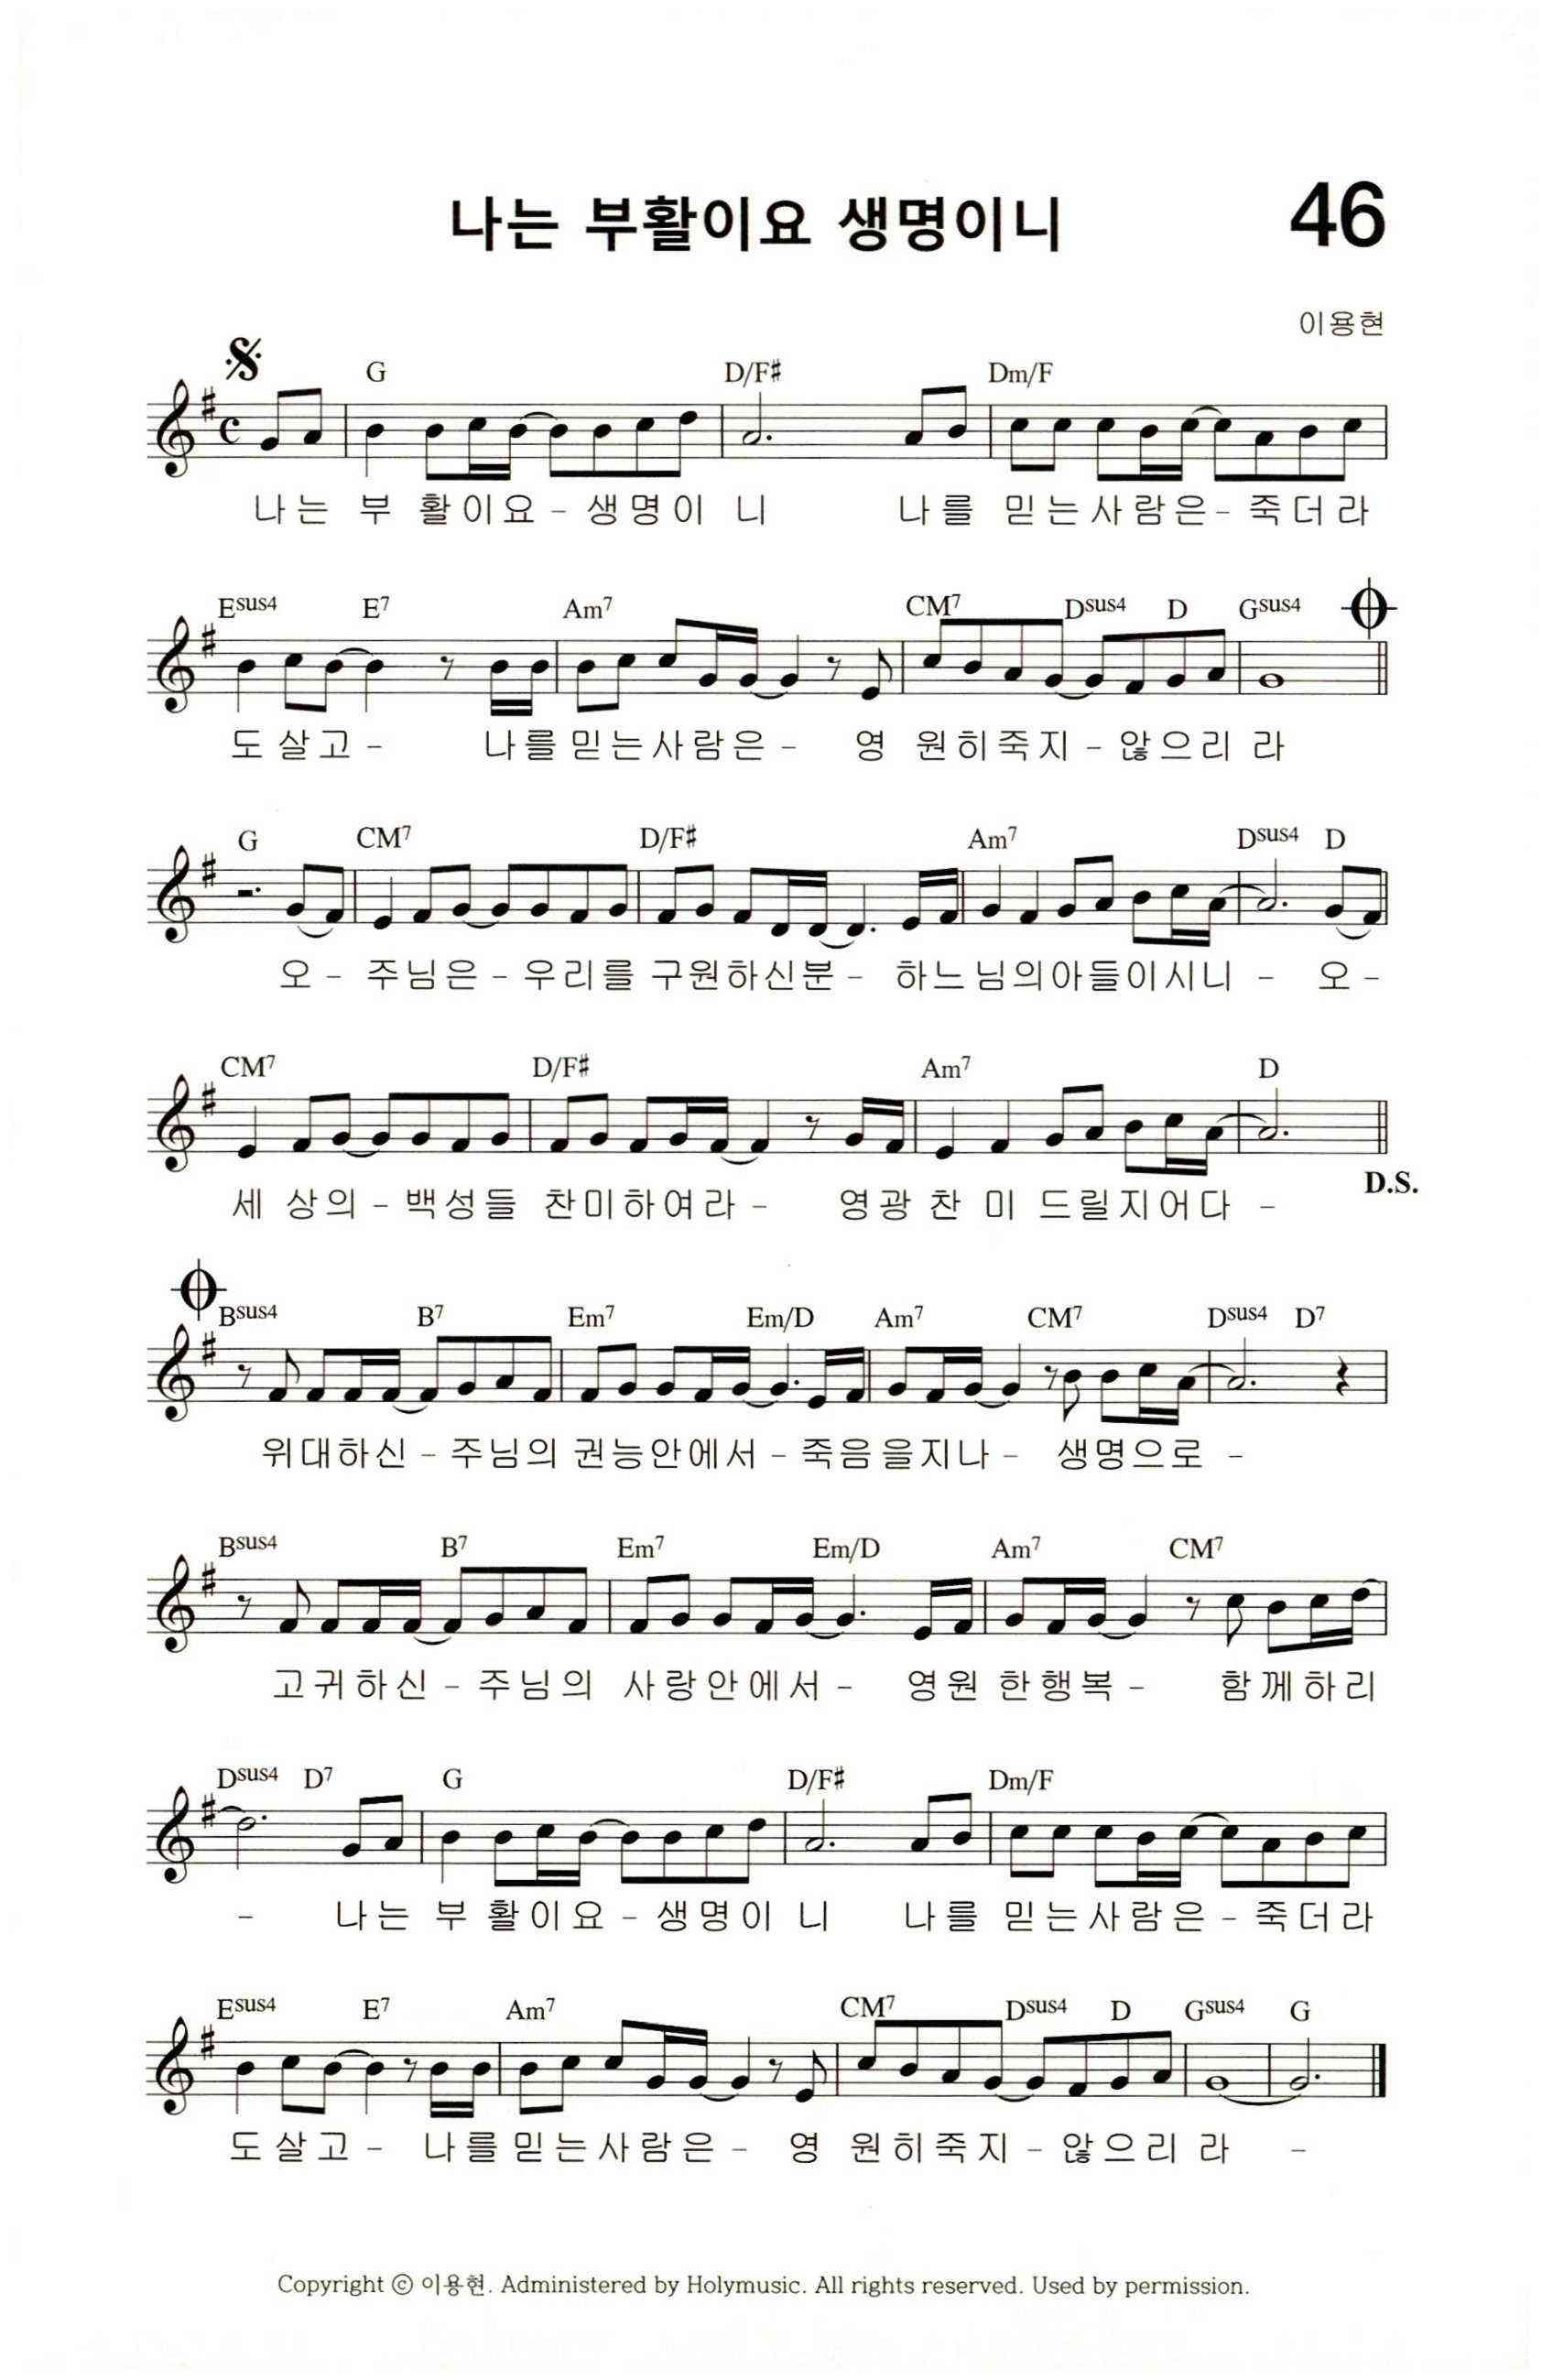 나는 부활이요 생명이니 46
이용현
G D/F♯ Dm/F
나는 부 활이요 - 생명이 니 나를 믿는사람은 - 죽더라
Esus4 E7 Am7 CM7 Dsus4 D Gsus4
도 살고 - 나를 믿는사람은 - 영 원히죽지 - 않으리 라
G CM7 D/F♯ Am7 Dsus4 D
오 - 주님은 - 우리를 구원하신분 - 하느님의아들이시니 - 오 -
CM7 D/F♯ Am7 D
D.S.
세 상의 - 백성들 찬미하여라 - 영광 찬 미 드릴지어다 -
Bsus4 B7 Em7 Em/D Am7 CM7 Dsus4 D7
위대하신 - 주님의 권능안에서 - 죽음을지나 - 생명으로 -
Bsus4 B7 Em7 Em/D Am7 CM7
고귀하신 - 주님의 사랑안에서 - 영원 한행복 - 함께하리
Dsus4 D7 G D/F♯ Dm/F
- 나는 부 활이요 - 생명이 니 나를 믿는사람은 - 죽더라
Esus4 E7 Am7 CM7 Dsus4 D Gsus4 G
도 살고 - 나를 믿는사람은 - 영 원히죽지 - 않으리 라 -
Copyright ⓒ 이용현. Administered by Holymusic. All rights reserved. Used by permission.